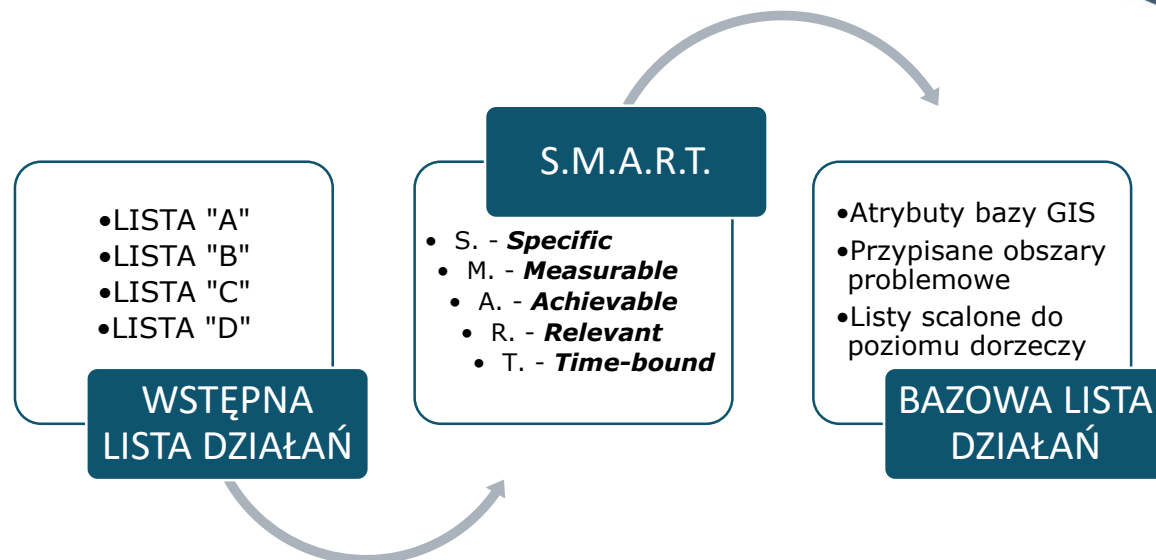 •LISTA "A"
•LISTA "B"
•LISTA "C"
•LISTA "D"
WSTĘPNA
LISTA DZIAŁAŃ
S.M.A.R.T.
• S. - Specific
• M. - Measurable
• A. - Achievable
• R. - Relevant
• T. - Time-bound
•Atrybuty bazy GIS
•Przypisane obszary
problemowe
•Listy scalone do
poziomu dorzeczy
BAZOWA LISTA
DZIAŁAŃ